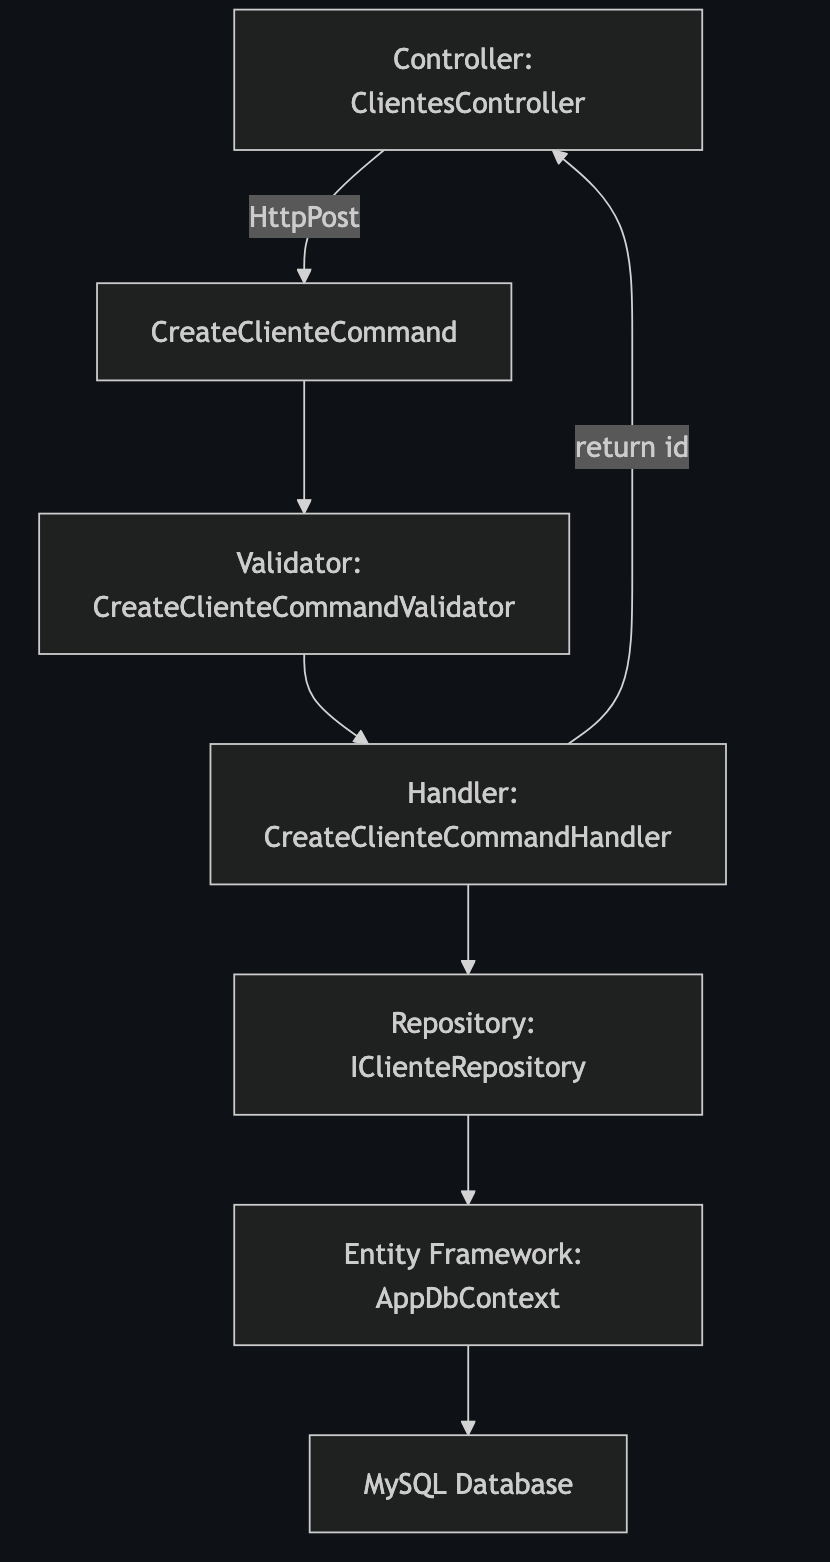 Controller:
ClientesController
HttpPost
CreateClienteCommand
return id
Validator:
CreateClienteCommandValidator
Handler:
CreateClienteCommandHandler
Repository:
IClienteRepository
Entity Framework:
AppDbContext
MySQL Database